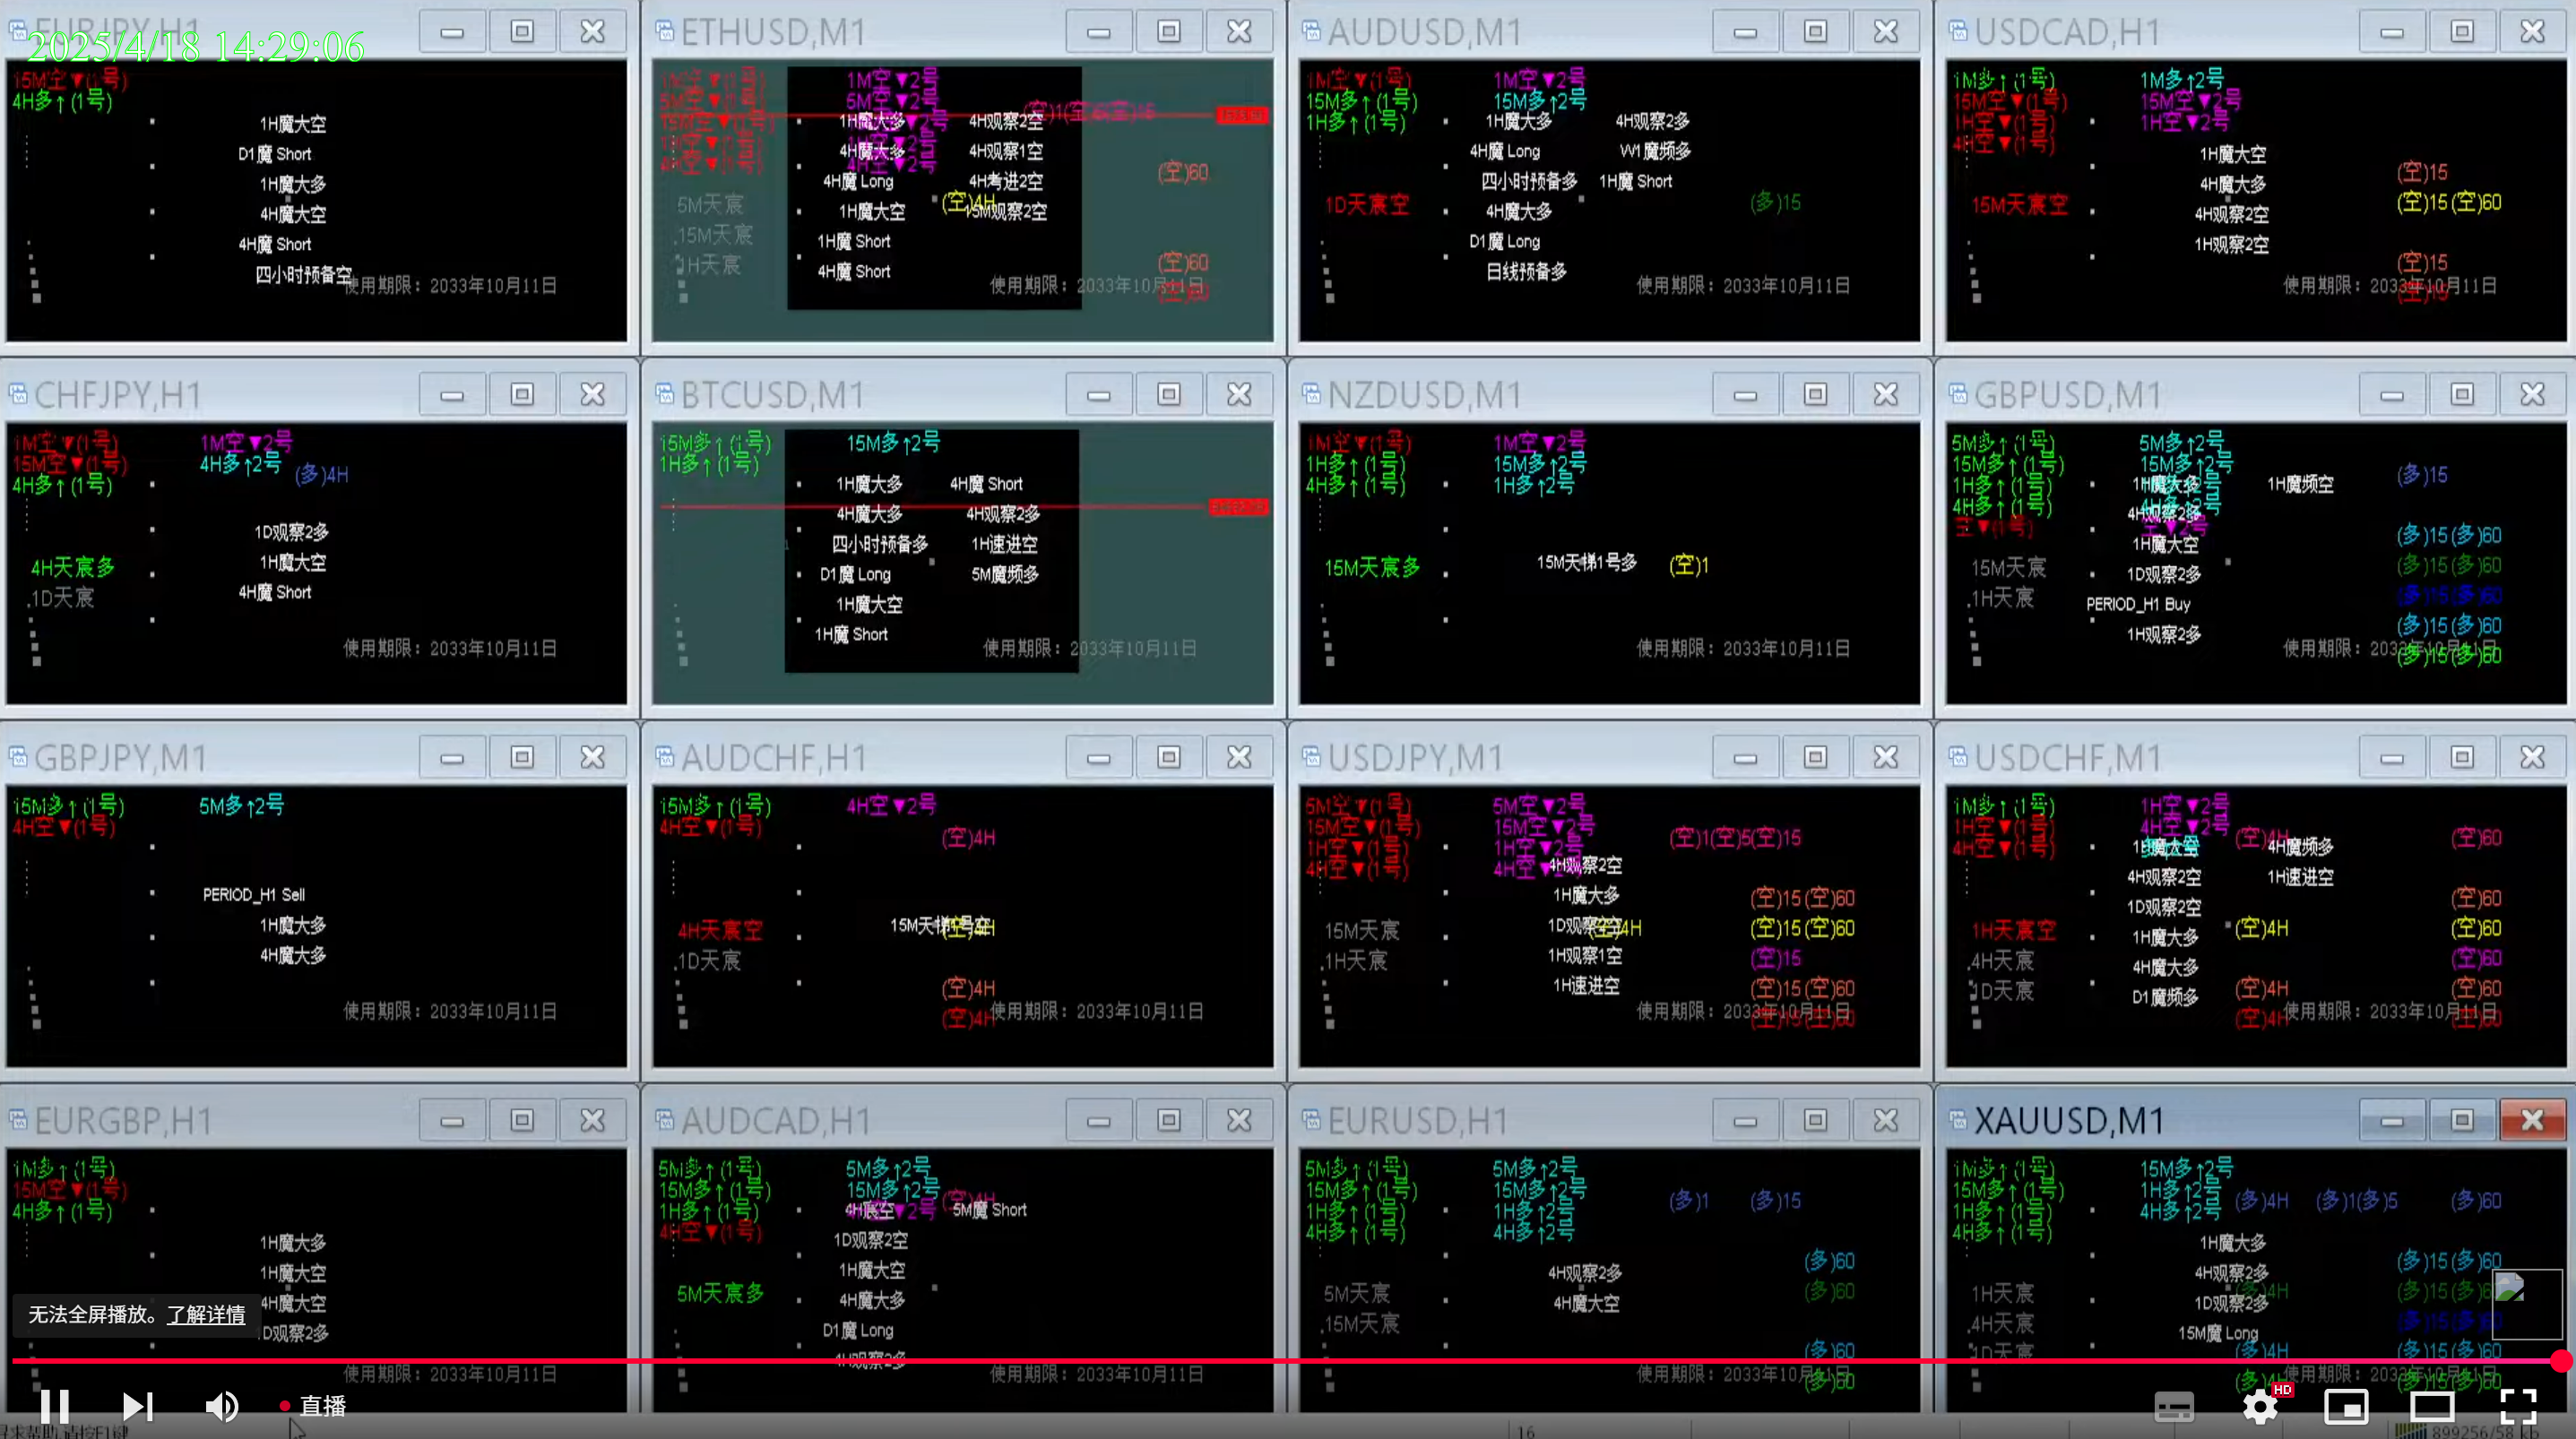 EURJPY,H1
2025/4/18 14:29:06
15M空▼(1号)
4H多↑(1号)
1H魔大空
D1魔 Short
1H魔大多
4H魔大空
4H魔 Short
四小时预备空
使用期限：2033年10月11日
ETHUSD,M1
1M空▼2号
5M空▼2号
1H魔大多
4H观察2空
4H魔大多
4H观察1空
4H魔 Long
4H考进2空
1H魔大空
15M观察2空
1H魔 Short
4H魔 Short
5M天宸
15M天宸
1H天宸
(空)4H
(空)60
(空)60
(空)60
使用期限：2033年10月11日
AUDUSD,M1
1M空▼(1号)
1M空▼2号
15M多↑(1号)
15M多↑2号
1H多↑(1号)
1H魔大多
4H观察2多
4H魔 Long
W1魔频多
四小时预备多
1H魔 Short
1D天宸空
(多)15
4H魔大多
D1魔 Long
日线预备多
使用期限：2033年10月11日
USDCAD,H1
1M多↑(1号)
1M多↑2号
15M空▼(1号)
15M空▼2号
1H空▼(1号)
1H空▼2号
4H空▼(1号)
1H魔大空
4H魔大多
(空)15
15M天宸空
(空)15(空)60
4H观察2空
1H观察2空
(空)15
(空)15
使用期限：2033年10月11日
CHFJPY,H1
1M空▼(1号)
1M空▼2号
15M空▼(1号)
4H多↑2号
(多)4H
4H多↑(1号)
1D观察2多
1H魔大空
4H天宸多
4H魔 Short
1D天宸
使用期限：2033年10月11日
BTCUSD,M1
15M多↑(1号)
15M多↑2号
1H多↑(1号)
1H魔大多
4H魔 Short
4H魔大多
4H观察2多
四小时预备多
1H速进空
D1魔 Long
5M魔频多
1H魔大空
1H魔 Short
使用期限：2033年10月11日
NZDUSD,M1
1M空▼(1号)
1M空▼2号
1H多↑(1号)
15M多↑2号
4H多↑(1号)
1H多↑2号
15M天宸多
15M天梯1号多
(空)1
使用期限：2033年10月11日
GBPUSD,M1
5M多↑(1号)
5M多↑2号
15M多↑(1号)
15M多↑2号
1H多↑(1号)
1H魔大多
1H魔频空
(多)15
4H多↑(1号)
4H观察2多
空▼(1号)
空▼2号
(多)15(多)60
1H魔大空
15M天宸
1D观察2多
(多)15(多)60
1H天宸
PERIOD_H1 Buy
(多)15(多)60
1H观察2多
(多)15(多)60
(多)15(多)60
使用期限：2033年10月11日
GBPJPY,M1
15M多↑(1号)
5M多↑2号
4H空▼(1号)
PERIOD_H1 Sell
1H魔大多
4H魔大多
使用期限：2033年10月11日
AUDCHF,H1
15M多↑(1号)
4H空▼2号
4H空▼(1号)
(空)4H
4H天宸空
15M天梯1号空
(空)4H
1D天宸
(空)4H
(空)4H
使用期限：2033年10月11日
USDJPY,M1
5M空▼(1号)
5M空▼2号
15M空▼(1号)
15M空▼2号
(空)1(空)5(空)15
1H空▼(1号)
1H空▼2号
4H空▼(1号)
4H空▼2号
4H观察2空
1H魔大多
(空)15(空)60
15M天宸
1D观察2空
(空)4H
(空)15(空)60
1H天宸
1H观察1空
(空)15
1H速进空
(空)15(空)60
(空)15(空)60
使用期限：2033年10月11日
USDCHF,M1
1M多↑(1号)
1H空▼2号
1H空▼(1号)
4H空▼2号
(空)4H
(空)60
4H空▼(1号)
1H魔大空
4H魔频多
4H观察2空
1H速进空
1D观察2空
(空)60
1H天宸空
1H魔大多
(空)4H
(空)60
4H天宸
4H魔大多
(空)60
1D天宸
D1魔频多
(空)4H
(空)60
(空)4H
(空)60
使用期限：2033年10月11日
EURGBP,H1
1M多↑(1号)
15M空▼(1号)
4H多↑(1号)
1H魔大多
1H魔大空
4H魔大空
1D观察2多
使用期限：2033年10月11日
AUDCAD,H1
5M多↑(1号)
5M多↑2号
15M多↑(1号)
15M多↑2号
(空)4H
1H多↑(1号)
4H宸空
5M魔 Short
4H空▼(1号)
1D观察2空
1H魔大空
5M天宸多
4H魔大多
D1魔 Long
4H观察2多
使用期限：2033年10月11日
EURUSD,H1
5M多↑(1号)
5M多↑2号
15M多↑(1号)
15M多↑2号
(多)1
(多)15
1H多↑(1号)
1H多↑2号
4H多↑(1号)
4H多↑2号
(多)60
4H观察2多
5M天宸
(多)60
4H魔大空
15M天宸
(多)60
(多)60
使用期限：2033年10月11日
XAUUSD,M1
1M多↑(1号)
15M多↑2号
15M多↑(1号)
1H多↑2号
(多)4H
(多)1(多)5
(多)60
1H多↑(1号)
4H多↑2号
4H多↑(1号)
1H魔大多
(多)15(多)60
4H观察2多
1H天宸
1D观察2多
4H天宸
15M魔 Long
1D天宸
(多)4H
(多)15(多)60
使用期限：2033年10月11日
无法全屏播放。了解详情
直播
HD
16
899256/58 kb